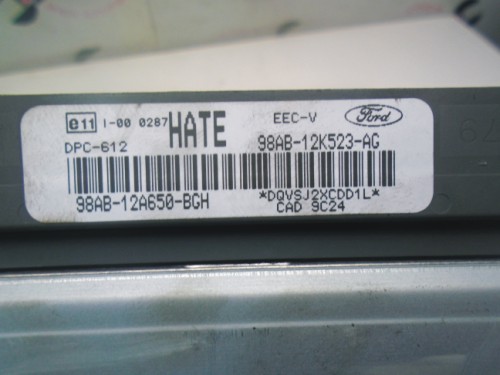 e11 I-00 0287 HATE EEC-V Ford
DPC-612 98AB-12K523-AG
98AB-12A650-BGH *DQVSJ2XCDD1L*
CAD 9C24